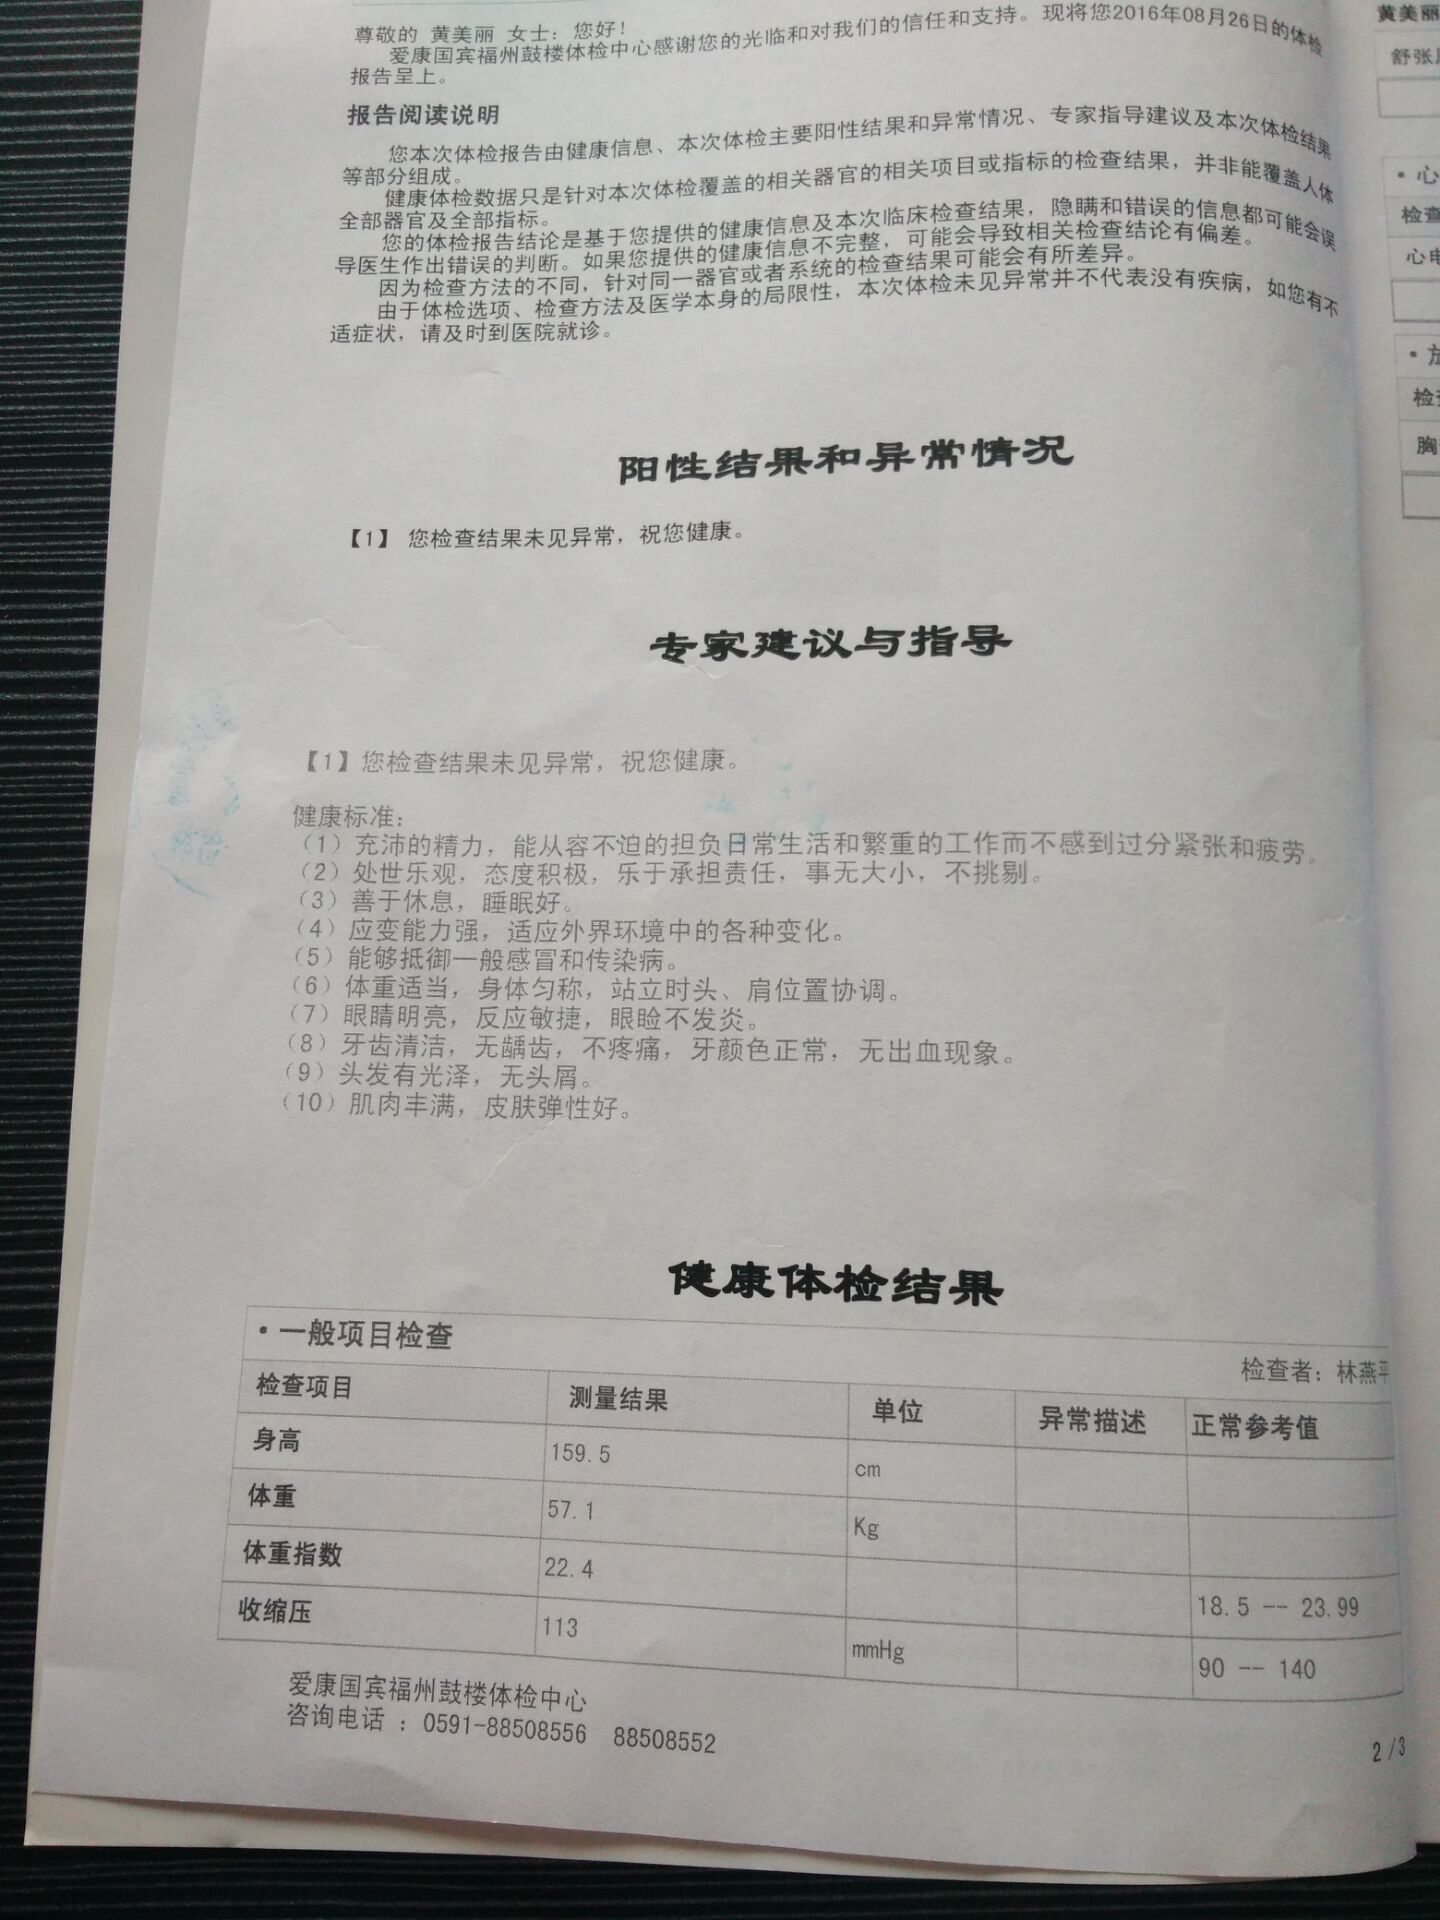 尊敬的 黄美丽 女士：您好！
爱康国宾福州鼓楼体检中心感谢您的光临和对我们的信任和支持。现将您2016年08月26日的体检
报告呈上。
报告阅读说明
您本次体检报告由健康信息、本次体检主要阳性结果和异常情况、专家指导建议及本次体检结果
等部分组成。
健康体检数据只是针对本次体检覆盖的相关器官的相关项目或指标的检查结果，并非能覆盖人体
全部器官及全部指标。
您的体检报告结论是基于您提供的健康信息及本次临床检查结果，隐瞒和错误的信息都可能会误
导医生作出错误的判断。如果您提供的健康信息不完整，可能会导致相关检查结论有偏差。
因为检查方法的不同，针对同一器官或者系统的检查结果可能会有所差异。
由于体检选项、检查方法及医学本身的局限性，本次体检未见异常并不代表没有疾病，如您有不
适症状，请及时到医院就诊。
阳性结果和异常情况
【1】 您检查结果未见异常，祝您健康。
专家建议与指导
【1】您检查结果未见异常，祝您健康。
健康标准：
（1）充沛的精力，能从容不迫的担负日常生活和繁重的工作而不感到过分紧张和疲劳。
（2）处世乐观，态度积极，乐于承担责任，事无大小，不挑剔。
（3）善于休息，睡眠好。
（4）应变能力强，适应外界环境中的各种变化。
（5）能够抵御一般感冒和传染病。
（6）体重适当，身体匀称，站立时头、肩位置协调。
（7）眼睛明亮，反应敏捷，眼睑不发炎。
（8）牙齿清洁，无龋齿，不疼痛，牙颜色正常，无出血现象。
（9）头发有光泽，无头屑。
（10）肌肉丰满，皮肤弹性好。
健康体检结果
• 一般项目检查
检查者：林燕平
检查项目 测量结果 单位 异常描述 正常参考值
身高 159.5 cm
体重 57.1 Kg
体重指数 22.4 18.5 -- 23.99
收缩压 113 mmHg 90 -- 140
爱康国宾福州鼓楼体检中心
咨询电话 ：0591-88508556 88508552
2/3
黄美丽
舒张
• 心
检查
心电
检
胸